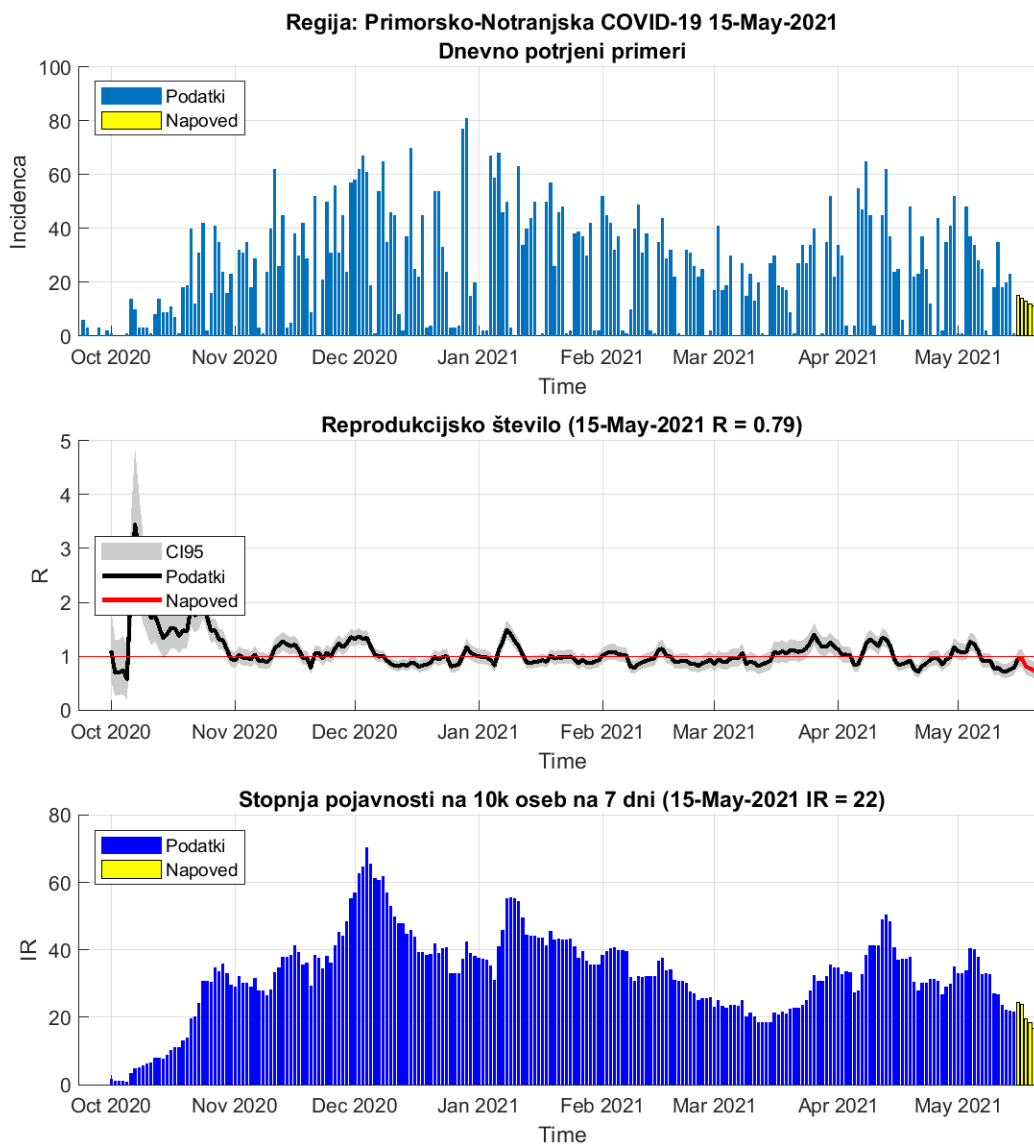 Regija: Primorsko-Notranjska COVID-19 15-May-2021
Dnevno potrjeni primeri
100
80
60
40
20
0
Incidenca
Podatki
Napoved
Oct 2020 Nov 2020 Dec 2020 Jan 2021 Feb 2021 Mar 2021 Apr 2021 May 2021
Time
Reprodukcijsko število (15-May-2021 R = 0.79)
5
4
3
2
1
0
R
CI95
Podatki
Napoved
Oct 2020 Nov 2020 Dec 2020 Jan 2021 Feb 2021 Mar 2021 Apr 2021 May 2021
Time
Stopnja pojavnosti na 10k oseb na 7 dni (15-May-2021 IR = 22)
80
60
40
20
0
IR
Podatki
Napoved
Oct 2020 Nov 2020 Dec 2020 Jan 2021 Feb 2021 Mar 2021 Apr 2021 May 2021
Time